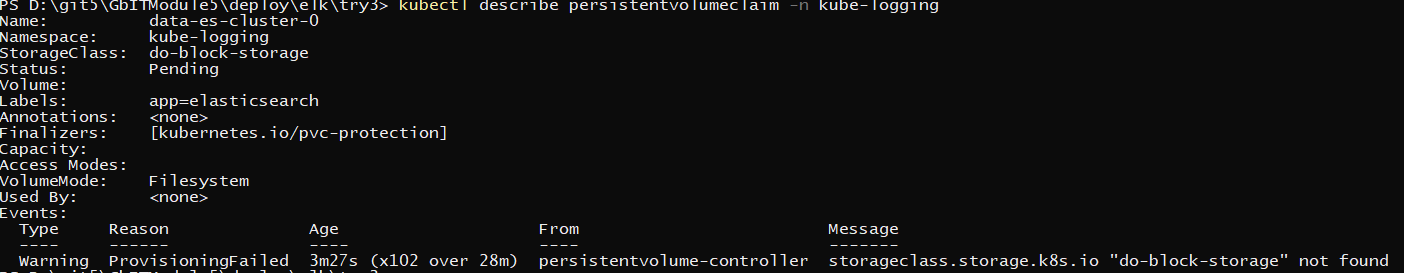 PS D:\git5\GbITModule5\deploy\elk\try3> kubectl describe persistentvolumeclaim -n kube-logging
Name:          data-es-cluster-0
Namespace:     kube-logging
StorageClass:  do-block-storage
Status:        Pending
Volume:
Labels:        app=elasticsearch
Annotations:   <none>
Finalizers:    [kubernetes.io/pvc-protection]
Capacity:
Access Modes:
VolumeMode:    Filesystem
Used By:       <none>
Events:
  Type     Reason              Age                     From                         Message
  ----     ------              ----                    ----                         -------
  Warning  ProvisioningFailed  3m27s (x102 over 28m)  persistentvolume-controller  storageclass.storage.k8s.io "do-block-storage" not found